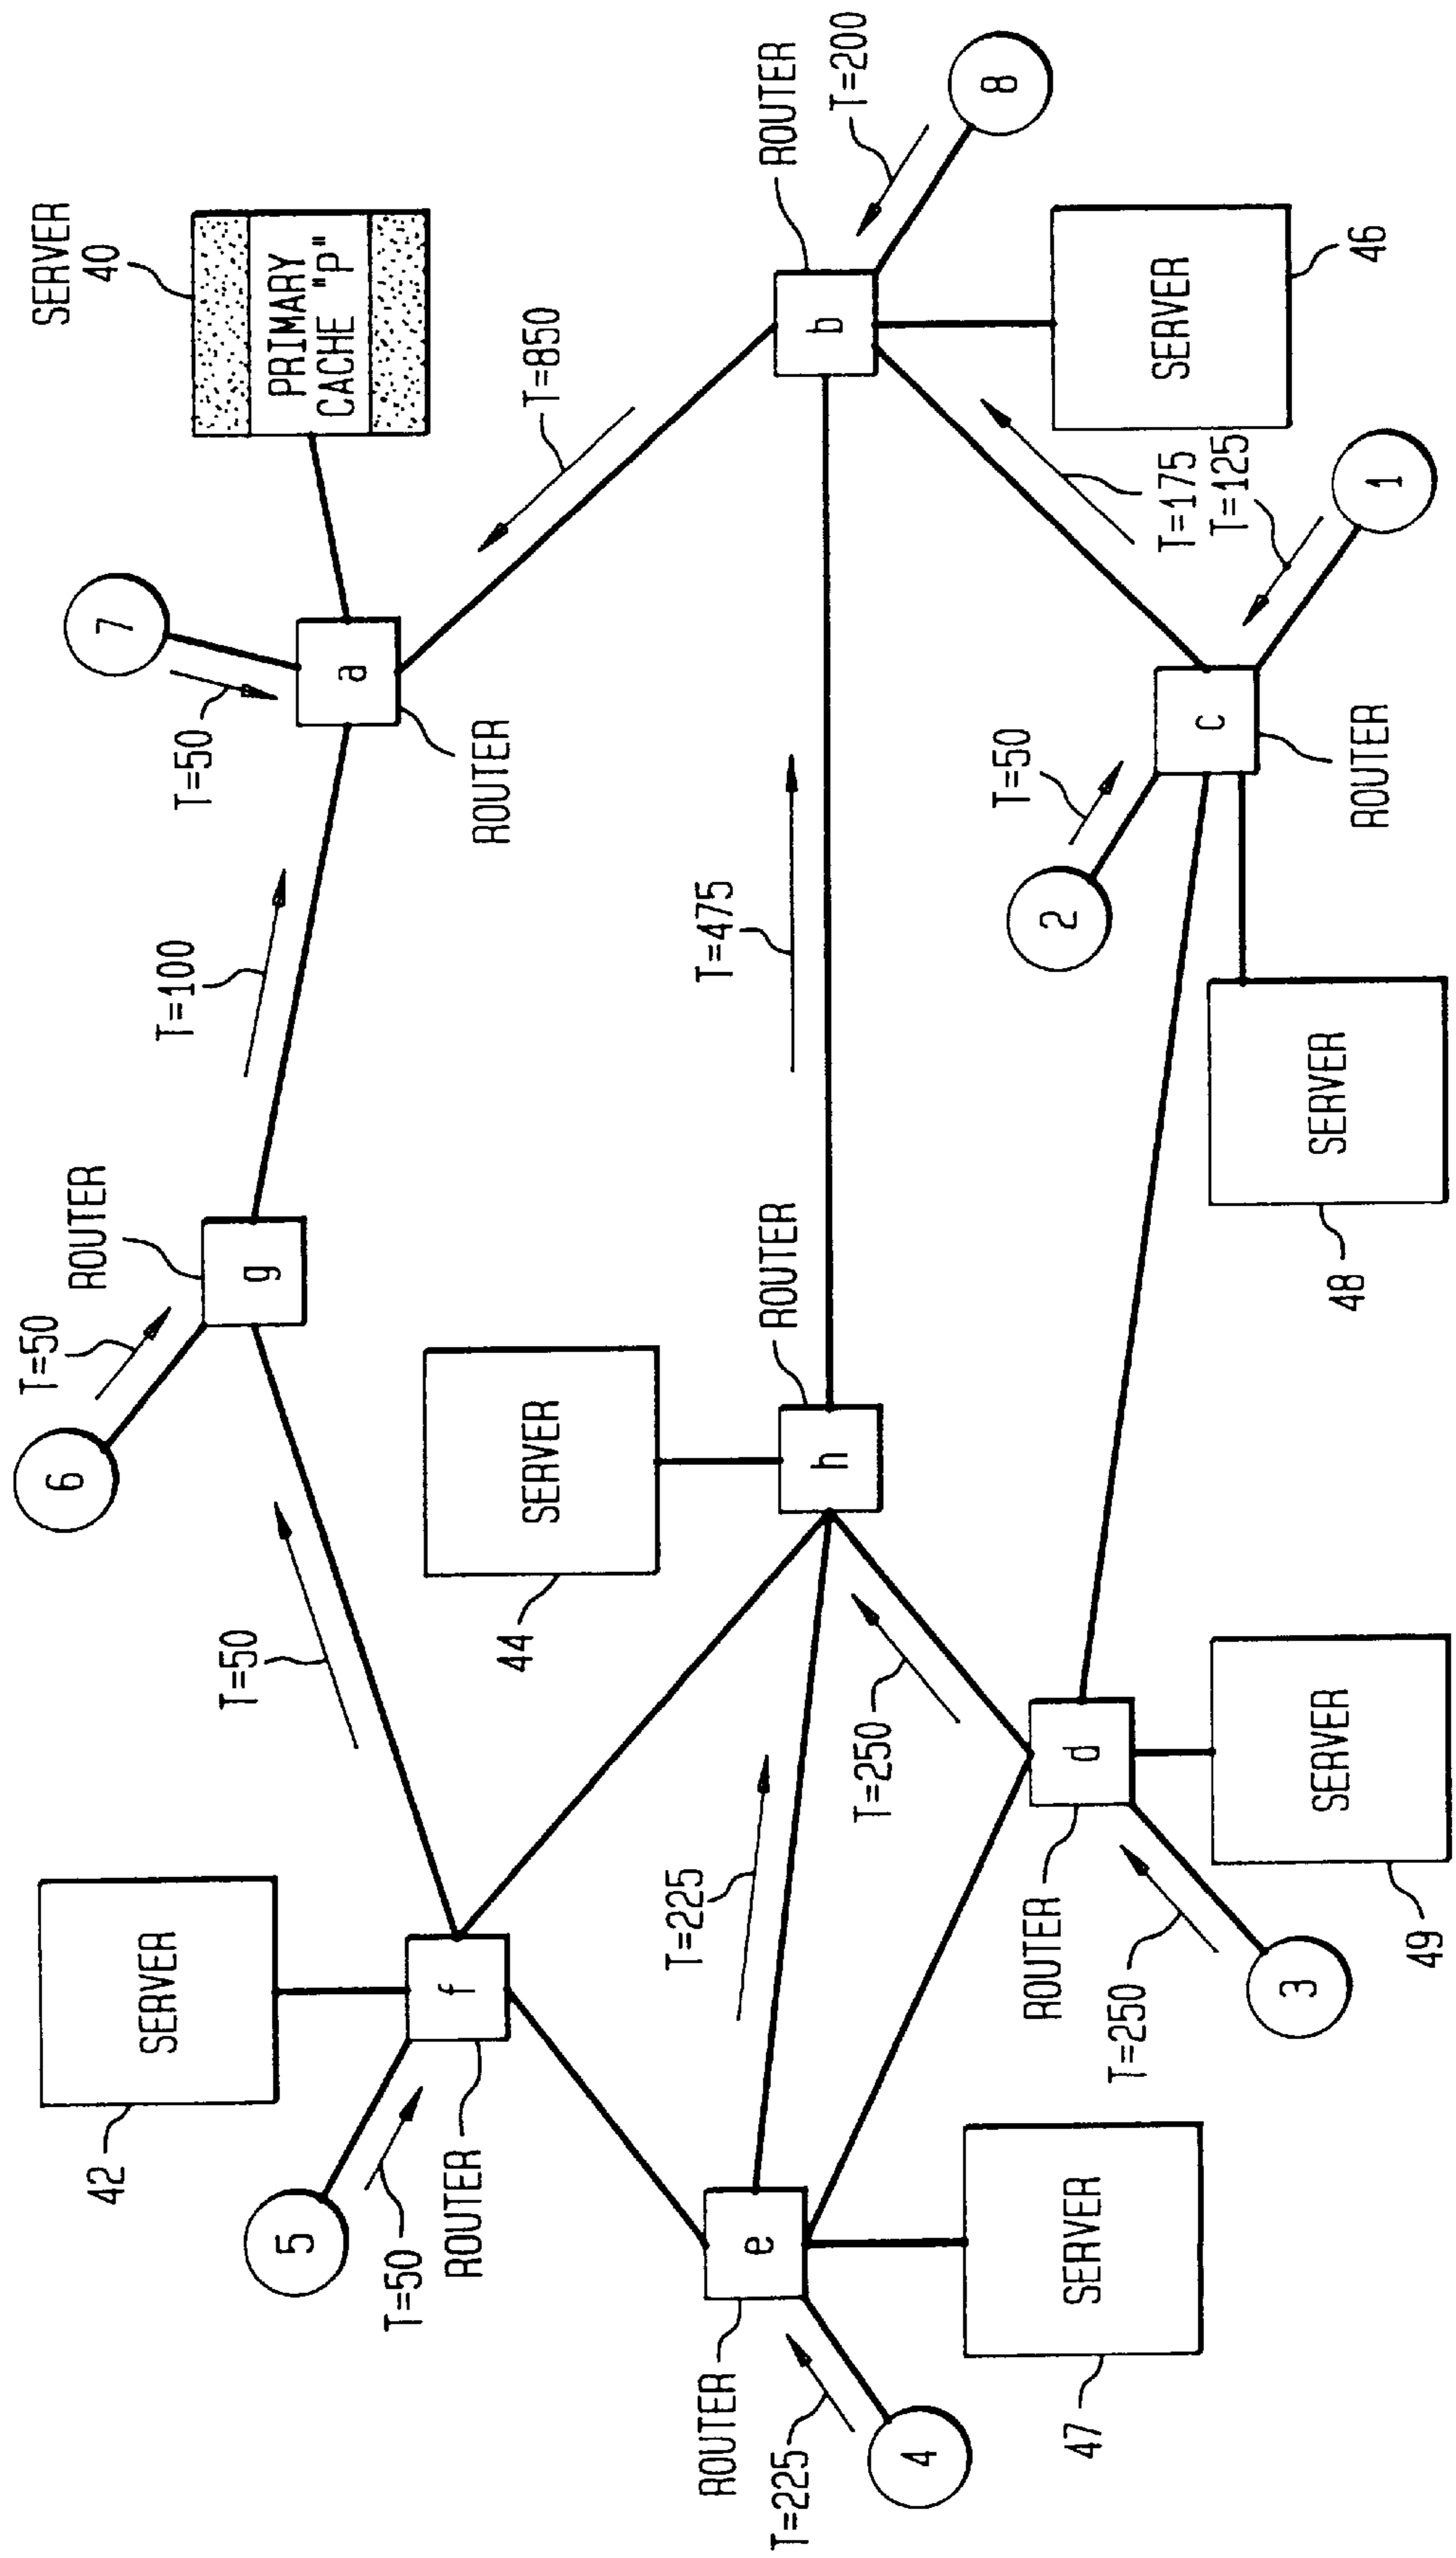 SERVER
40
PRIMARY
CACHE "P"
7
T=50
a
ROUTER
T=100
ROUTER
g
T=50
6
T=50
SERVER
42
5
T=50
f
ROUTER
T=850
ROUTER
b
T=200
8
SERVER
46
T=475
ROUTER
h
SERVER
44
T=225
T=250
ROUTER
e
T=225
4
SERVER
47
T=175
T=125
1
T=50
2
c
ROUTER
SERVER
48
d
ROUTER
T=250
3
SERVER
49